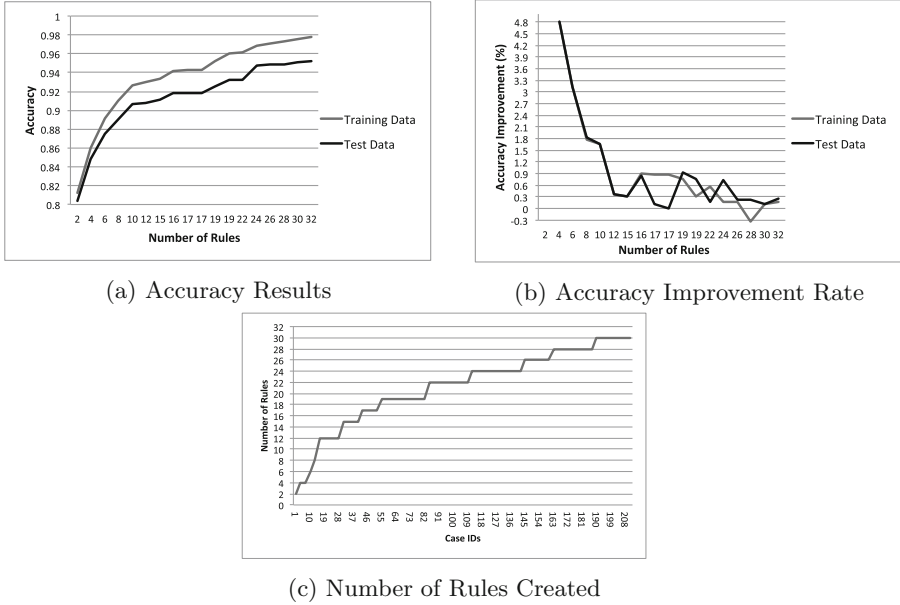 1
0.98
0.96
0.94
0.92
0.9
0.88
0.86
0.84
0.82
0.8
Accuracy
2 4 6 8 10 12 15 16 17 17 19 19 22 24 26 28 30 32
Number of Rules
Training Data
Test Data
(a) Accuracy Results
4.8
4.5
4.2
3.9
3.6
3.3
3
2.7
2.4
2.1
1.8
1.5
1.2
0.9
0.6
0.3
0
-0.3
Accuracy Improvement (%)
2 4 6 8 10 12 15 16 17 17 19 19 22 24 26 28 30 32
Number of Rules
Training Data
Test Data
(b) Accuracy Improvement Rate
32
30
28
26
24
22
20
18
16
14
12
10
8
6
4
2
0
Number of Rules
1 10 19 28 37 46 55 64 73 82 91 100 109 118 127 136 145 154 163 172 181 190 199 208
Case IDs
(c) Number of Rules Created